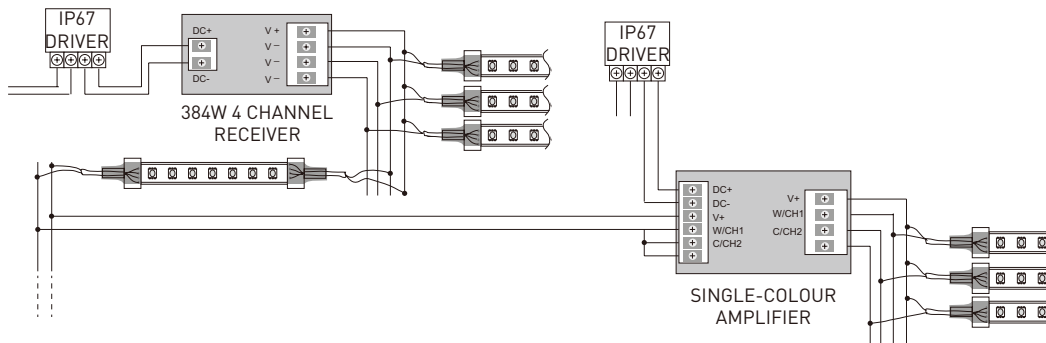 IP67
DRIVER
DC+
DC-
V +
V –
V –
V –
384W 4 CHANNEL
RECEIVER
IP67
DRIVER
DC+
DC-
V+
W/CH1
C/CH2
V+
W/CH1
C/CH2
SINGLE-COLOUR
AMPLIFIER